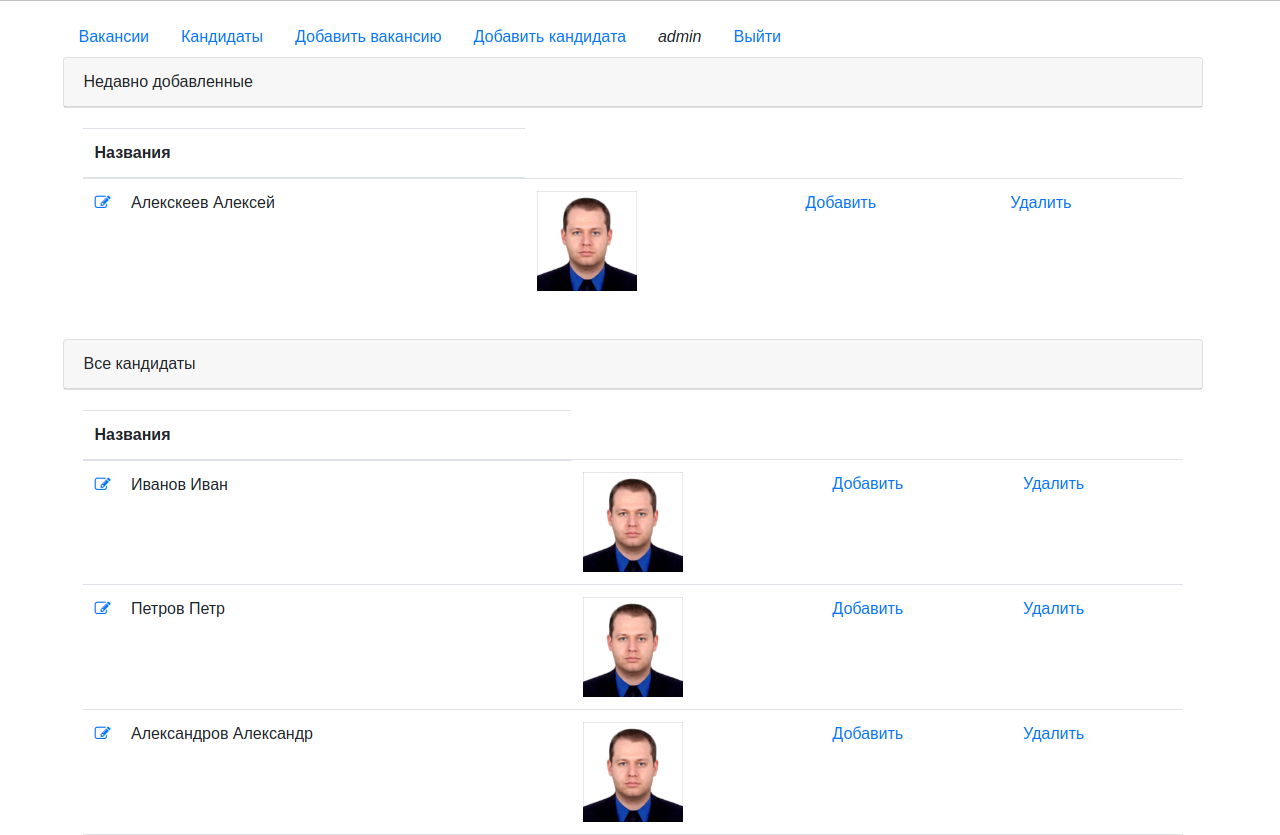 Вакансии Кандидаты Добавить вакансию Добавить кандидата admin Выйти
Недавно добавленные
Названия
Алекскеев Алексей Добавить Удалить
Все кандидаты
Названия
Иванов Иван Добавить Удалить
Петров Петр Добавить Удалить
Александров Александр Добавить Удалить